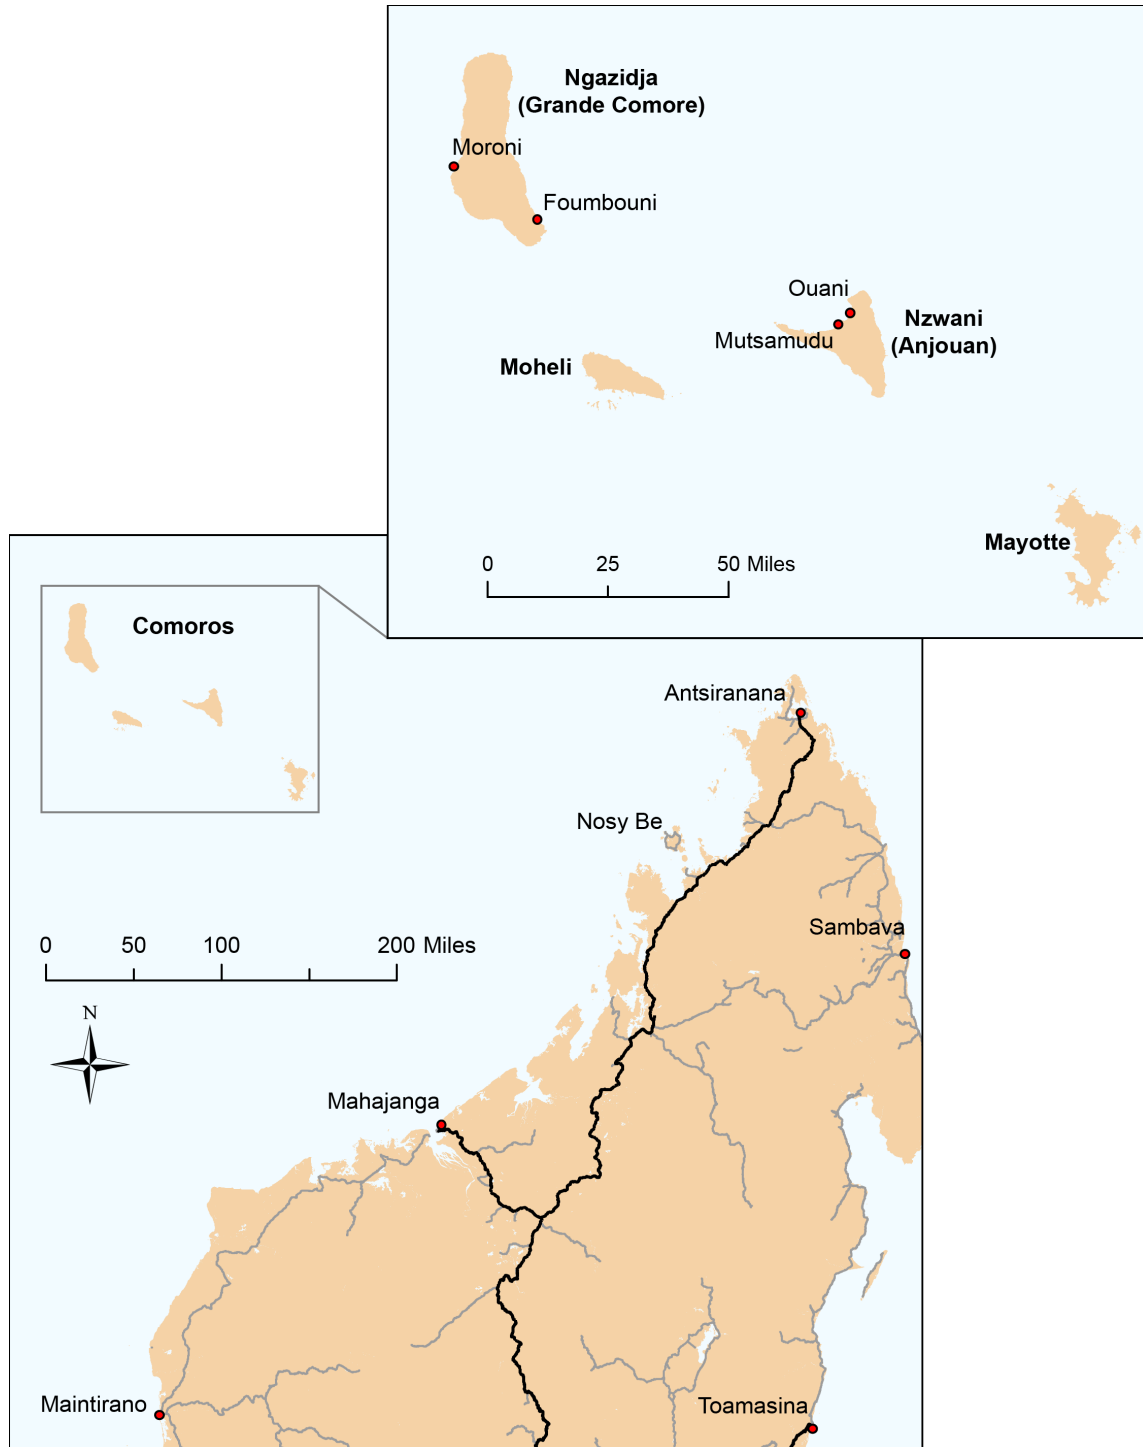 Ngazidja
(Grande Comore)
Moroni
Foumbouni
Ouani
Nzwani
(Anjouan)
Mutsamudu
Moheli
Mayotte
0 25 50 Miles
Comoros
Antsiranana
Nosy Be
Sambava
0 50 100 200 Miles
N
Mahajanga
Maintirano
Toamasina